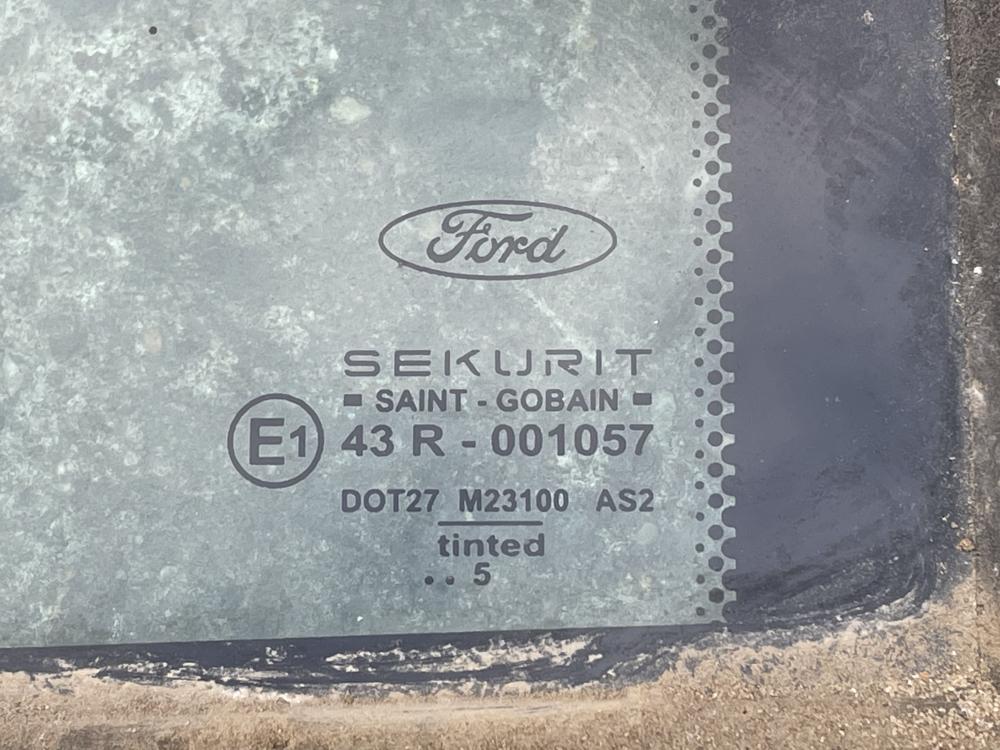 Ford
SEKURIT
SAINT - GOBAIN
E1 43 R - 001057
DOT27 M23100 AS2
tinted
.. 5